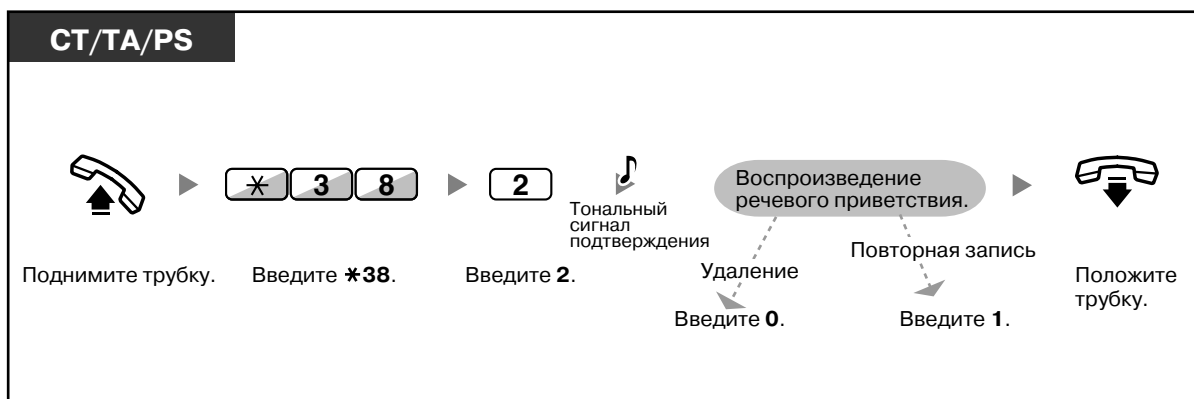 CT/TA/PS
* 3 8
2
Тональный
сигнал
подтверждения
Воспроизведение
речевого приветствия.
Удаление
Повторная запись
Поднимите трубку.
Введите *38.
Введите 2.
Введите 0.
Введите 1.
Положите
трубку.